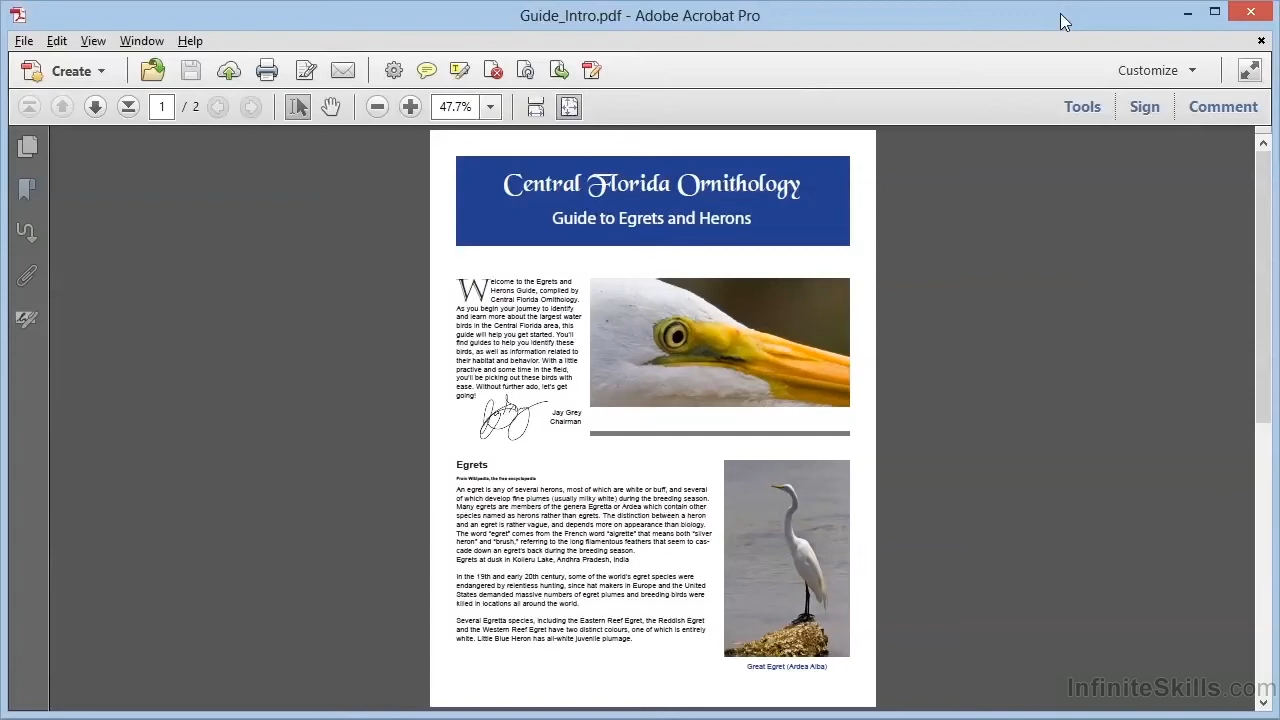 Guide_Intro.pdf - Adobe Acrobat Pro
File Edit View Window Help
Create Customize
1 / 2 47.7% Tools Sign Comment
Central Florida Ornithology
Guide to Egrets and Herons
Welcome to the Egrets and
Herons Guide, compiled by
Central Florida Ornithology.
As you begin your journey to identify
and learn more about the largest water
birds in the Central Florida area, this
guide will help you get started. You'll
find guides to help you identify these
birds, as well as information related to
their habitat and behavior. With a little
practive and some time in the field,
you'll be picking out these birds with
ease. Without further ado, let's get
going!
Jay Grey
Chairman
Egrets
From Wikipedia, the free encyclopedia
An egret is any of several herons, most of which are white or buff, and several
of which develop fine plumes (usually milky white) during the breeding season.
Many egrets are members of the genera Egretta or Ardea which contain other
species named as herons rather than egrets. The distinction between a heron
and an egret is rather vague, and depends more on appearance than biology.
The word "egret" comes from the French word "aigrette" that means both "silver
heron" and "brush," referring to the long filamentous feathers that seem to cas-
cade down an egret's back during the breeding season.
Egrets at dusk in Kolleru Lake, Andhra Pradesh, India
In the 19th and early 20th century, some of the world's egret species were
endangered by relentless hunting, since hat makers in Europe and the United
States demanded massive numbers of egret plumes and breeding birds were
killed in locations all around the world.
Several Egretta species, including the Eastern Reef Egret, the Reddish Egret
and the Western Reef Egret have two distinct colours, one of which is entirely
white. Little Blue Heron has all-white juvenile plumage.
Great Egret (Ardea Alba)
InfiniteSkills.com